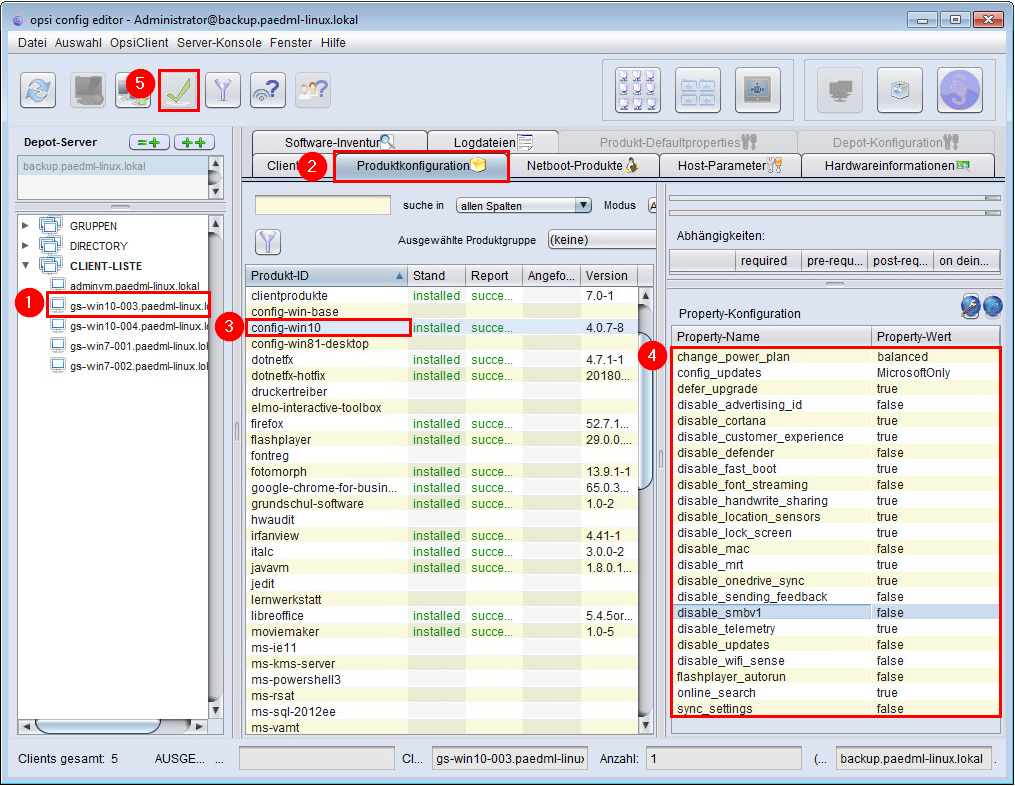 opsi config editor - Administrator@backup.paedml-linux.lokal
Datei Auswahl OpsiClient Server-Konsole Fenster Hilfe
5
Depot-Server
backup.paedml-linux.lokal
GRUPPEN
DIRECTORY
CLIENT-LISTE
adminvm.paedml-linux.lokal
1
gs-win10-003.paedml-linux.lo
gs-win10-004.paedml-linux.lo
gs-win7-001.paedml-linux.lok
gs-win7-002.paedml-linux.lok
Software-Inventur Logdateien Produkt-Defaultproperties Depot-Konfiguration
Client 2 Produktkonfiguration Netboot-Produkte Host-Parameter Hardwareinformationen
suche in allen Spalten Modus
Ausgewählte Produktgruppe (keine)
Produkt-ID Stand Report Angefo... Version
clientprodukte installed succe... 7.0-1
config-win-base
3
config-win10 installed succe... 4.0.7-8
config-win81-desktop
dotnetfx installed succe... 4.7.1-1
dotnetfx-hotfix installed succe... 20180...
druckertreiber
elmo-interactive-toolbox
firefox installed succe... 52.7.1...
flashplayer installed succe... 29.0.0....
fontreg
fotomorph installed succe... 13.9.1-1
google-chrome-for-busin... installed succe... 65.0.3...
grundschul-software installed succe... 1.0-2
hwaudit
irfanview installed succe... 4.41-1
italc installed succe... 3.0.0-2
javavm installed succe... 1.8.0.1...
jedit
lernwerkstatt
libreoffice installed succe... 5.4.5or...
moviemaker installed succe... 1.0-5
ms-ie11
ms-kms-server
ms-powershell3
ms-rsat
ms-sql-2012ee
ms-vamt
Abhängigkeiten:
required pre-requ... post-req... on dein...
Property-Konfiguration
Property-Name Property-Wert
4
change_power_plan balanced
config_updates MicrosoftOnly
defer_upgrade true
disable_advertising_id false
disable_cortana true
disable_customer_experience true
disable_defender false
disable_fast_boot true
disable_font_streaming false
disable_handwrite_sharing true
disable_location_sensors true
disable_lock_screen true
disable_mac false
disable_mrt true
disable_onedrive_sync true
disable_sending_feedback false
disable_smbv1 false
disable_telemetry true
disable_updates false
disable_wifi_sense false
flashplayer_autorun false
online_search true
sync_settings false
Clients gesamt: 5 AUSGE... ... Cl... gs-win10-003.paedml-linux Anzahl: 1 (... backup.paedml-linux.lokal .